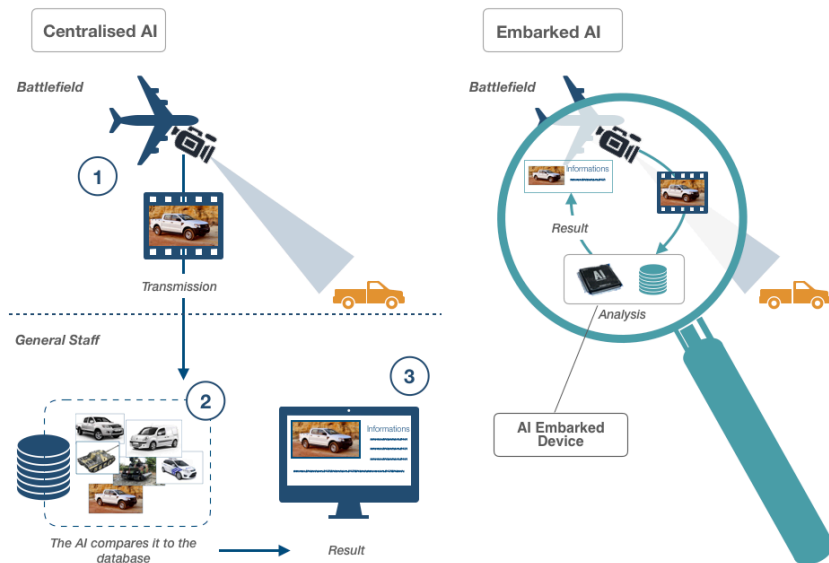 Centralised AI
Battlefield
1
Transmission
General Staff
2
3
Informations
The AI compares it to the
database
Result
Embarked AI
Battlefield
Informations
Result
AI
Analysis
AI Embarked
Device